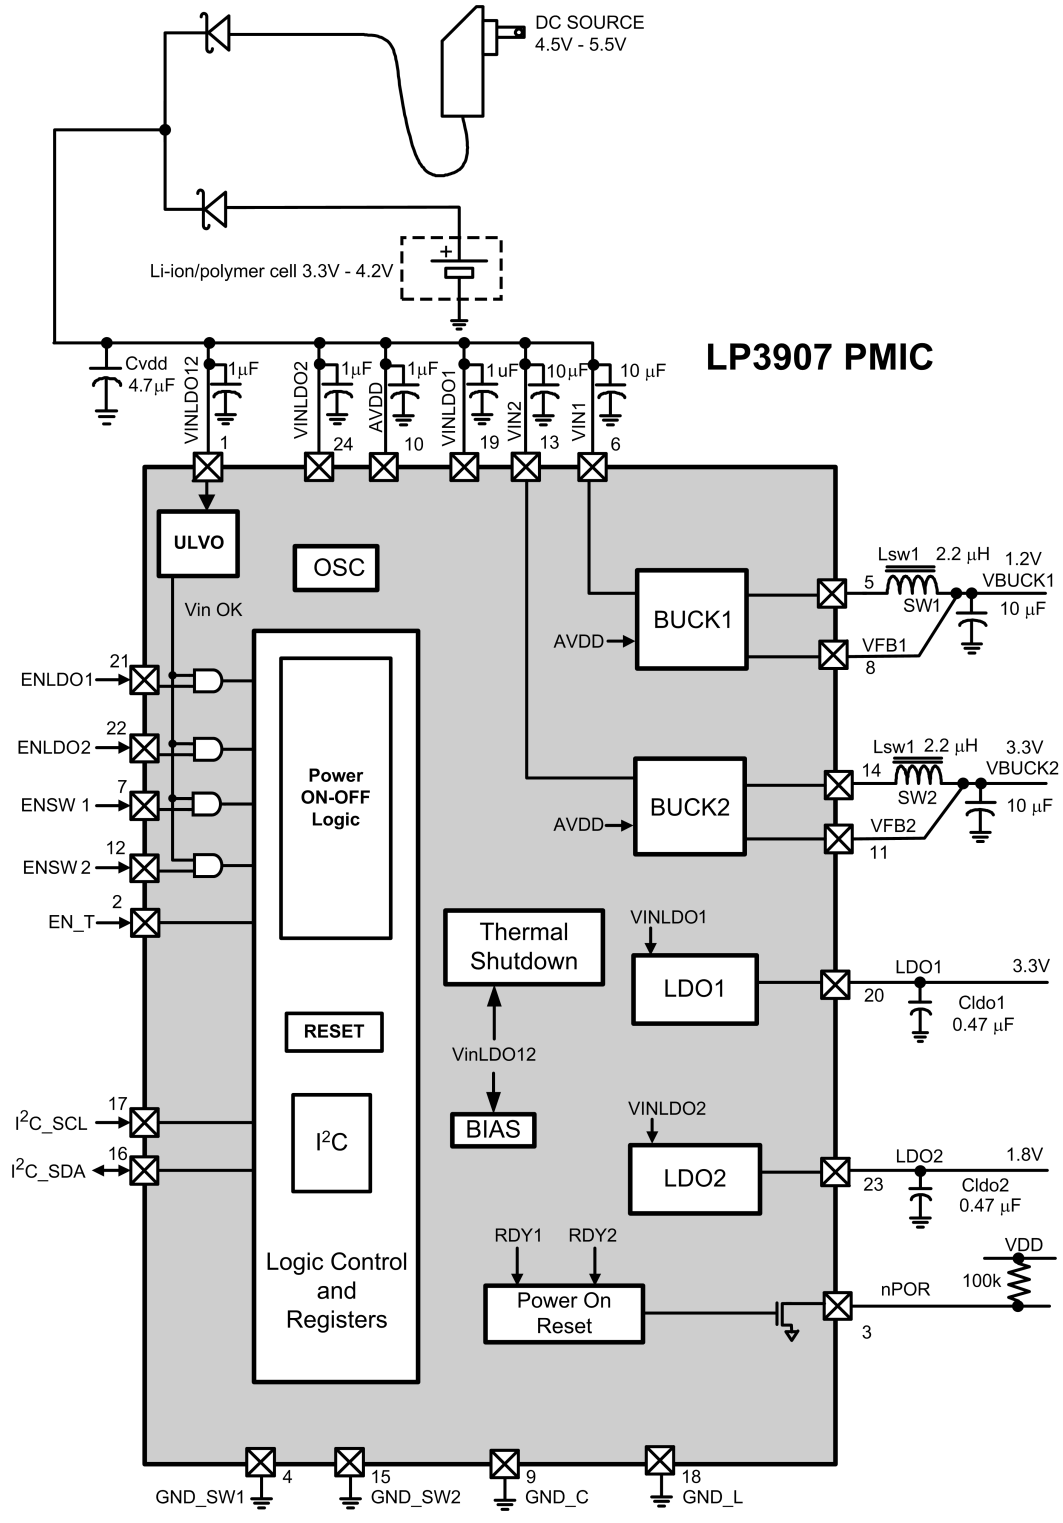 DC SOURCE
4.5V - 5.5V
+
Li-ion/polymer cell 3.3V - 4.2V
LP3907 PMIC
Cvdd
4.7μF
VINLDO12
1μF
1
VINLDO2
1μF
24
AVDD
1μF
10
VINLDO1
1uF
19
VIN2
10μF
13
VIN1
10 μF
6
ULVO
Vin OK
OSC
BUCK1
AVDD
5
Lsw1 2.2 μH
SW1
1.2V
VBUCK1
10 μF
VFB1
8
ENLDO1
21
ENLDO2
22
ENSW 1
7
ENSW 2
12
EN_T
2
Power
ON-OFF
Logic
BUCK2
AVDD
14
Lsw1 2.2 μH
SW2
3.3V
VBUCK2
10 μF
VFB2
11
Thermal
Shutdown
VINLDO1
LDO1
20
LDO1
3.3V
Cldo1
0.47 μF
RESET
VinLDO12
BIAS
I²C_SCL
17
I²C_SDA
16
I²C
VINLDO2
LDO2
23
LDO2
1.8V
Cldo2
0.47 μF
Logic Control
and
Registers
RDY1
RDY2
Power On
Reset
VDD
100k
nPOR
3
GND_SW1
4
15
GND_SW2
9
GND_C
18
GND_L